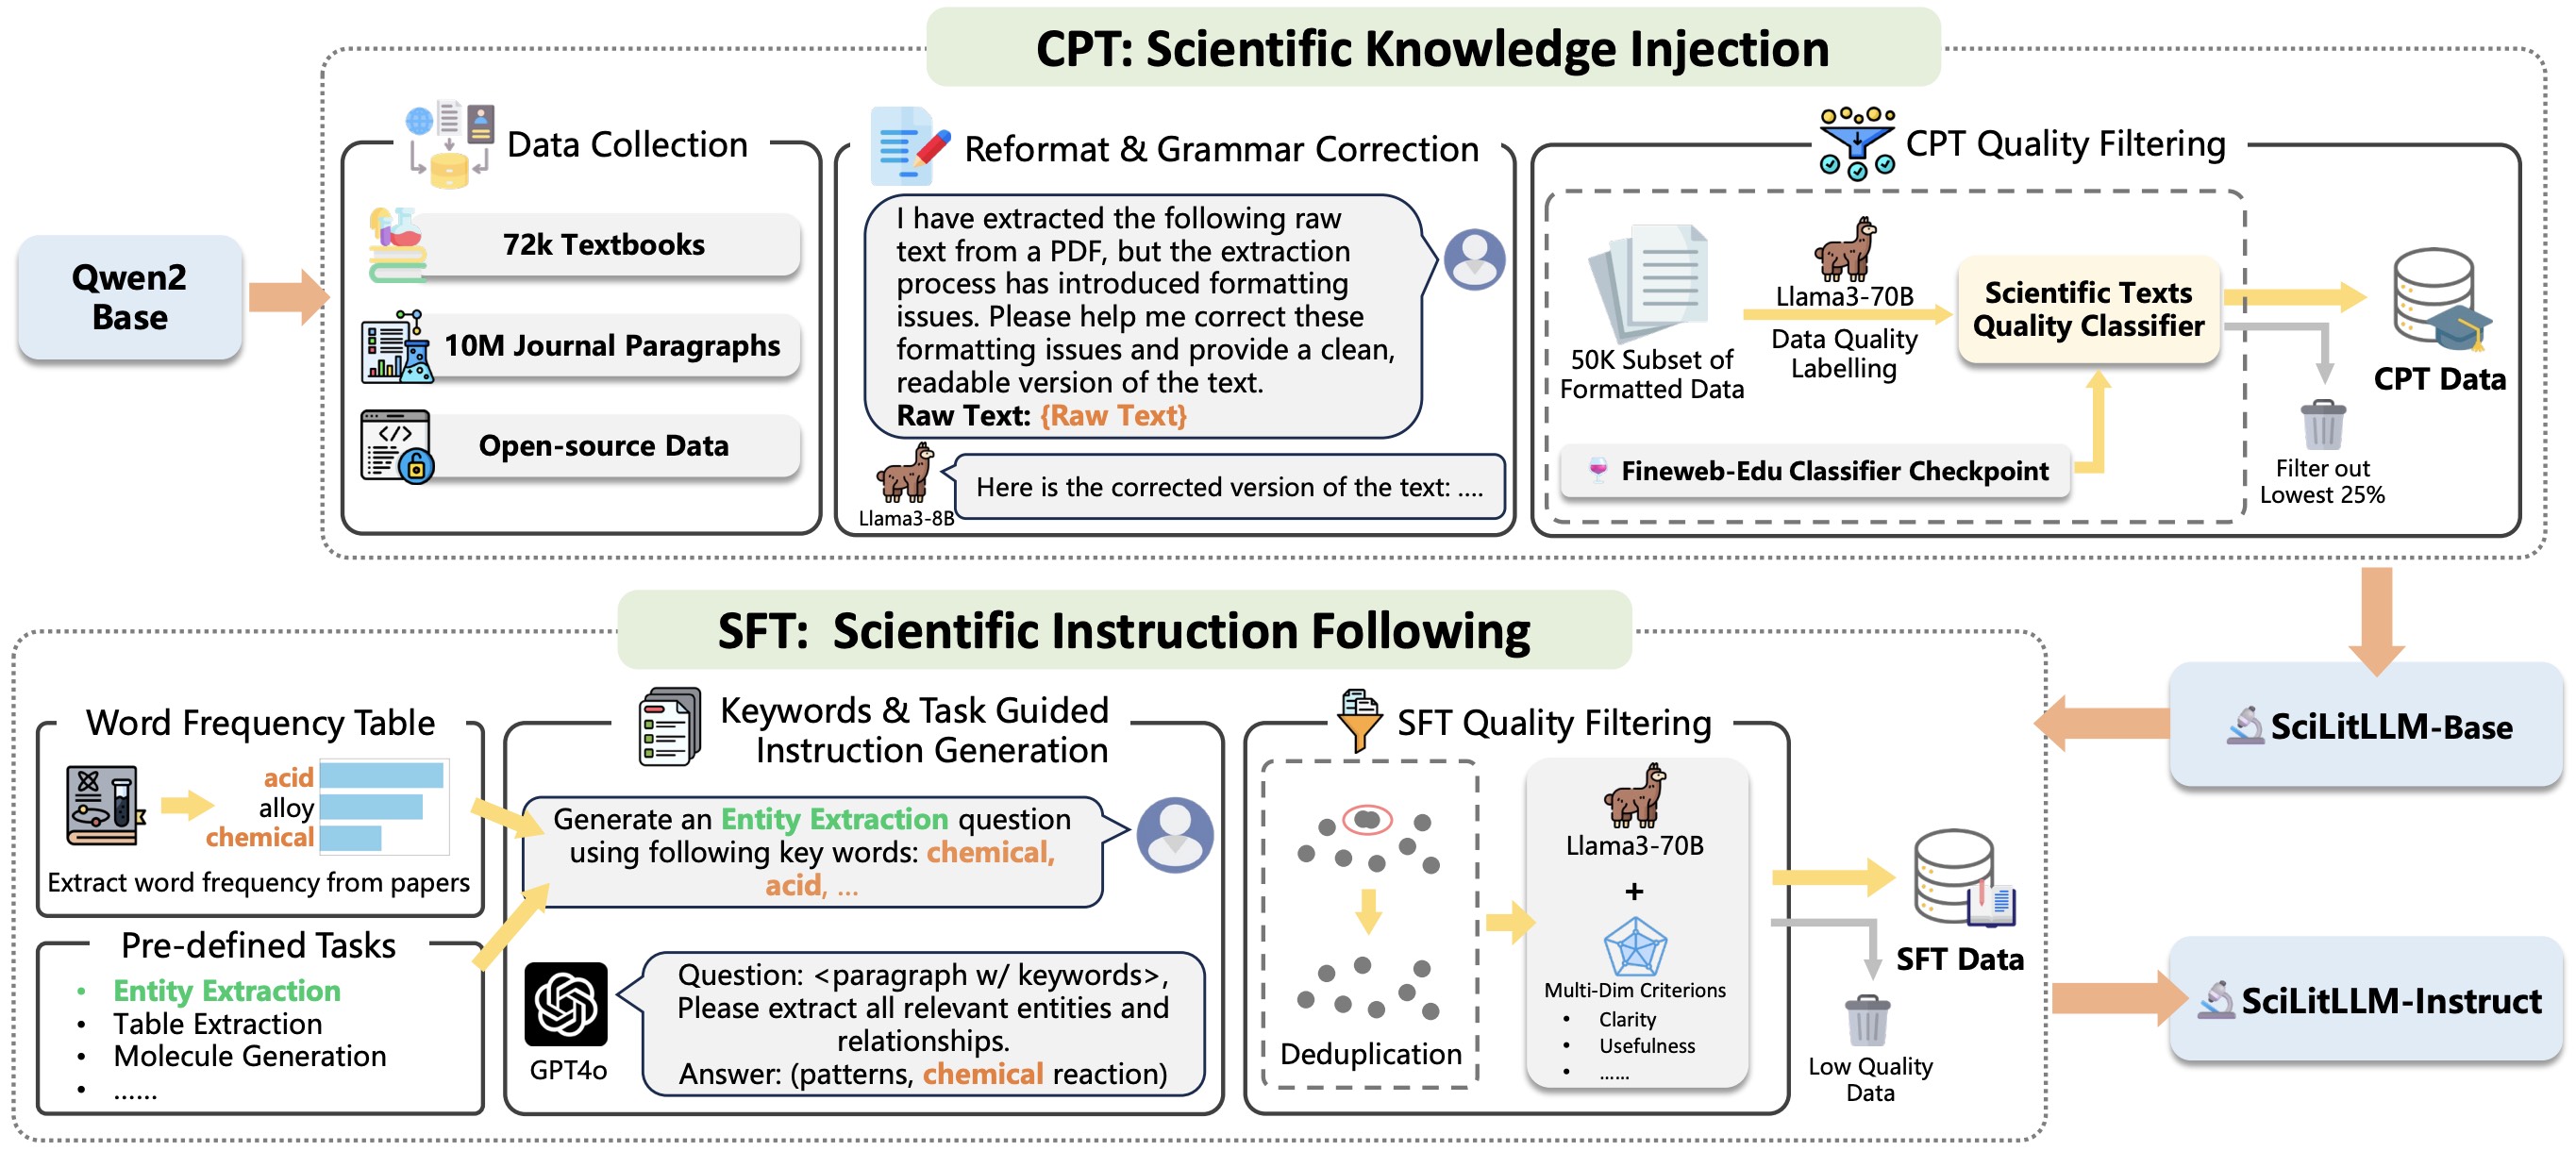 CPT: Scientific Knowledge Injection
Qwen2
Base
Data Collection
72k Textbooks
10M Journal Paragraphs
Open-source Data
Reformat & Grammar Correction
I have extracted the following raw
text from a PDF, but the extraction
process has introduced formatting
issues. Please help me correct these
formatting issues and provide a clean,
readable version of the text.
Raw Text: {Raw Text}
Llama3-8B
Here is the corrected version of the text: ....
CPT Quality Filtering
50K Subset of
Formatted Data
Llama3-70B
Data Quality
Labelling
Scientific Texts
Quality Classifier
Fineweb-Edu Classifier Checkpoint
Filter out
Lowest 25%
CPT Data
SFT: Scientific Instruction Following
Word Frequency Table
acid
alloy
chemical
Extract word frequency from papers
Pre-defined Tasks
• Entity Extraction
• Table Extraction
• Molecule Generation
• ......
Keywords & Task Guided
Instruction Generation
Generate an Entity Extraction question
using following key words: chemical,
acid, ...
GPT4o
Question: <paragraph w/ keywords>,
Please extract all relevant entities and
relationships.
Answer: (patterns, chemical reaction)
SFT Quality Filtering
Deduplication
Llama3-70B
+
Multi-Dim Criterions
• Clarity
• Usefulness
• ......
Low Quality
Data
SFT Data
SciLitLLM-Base
SciLitLLM-Instruct